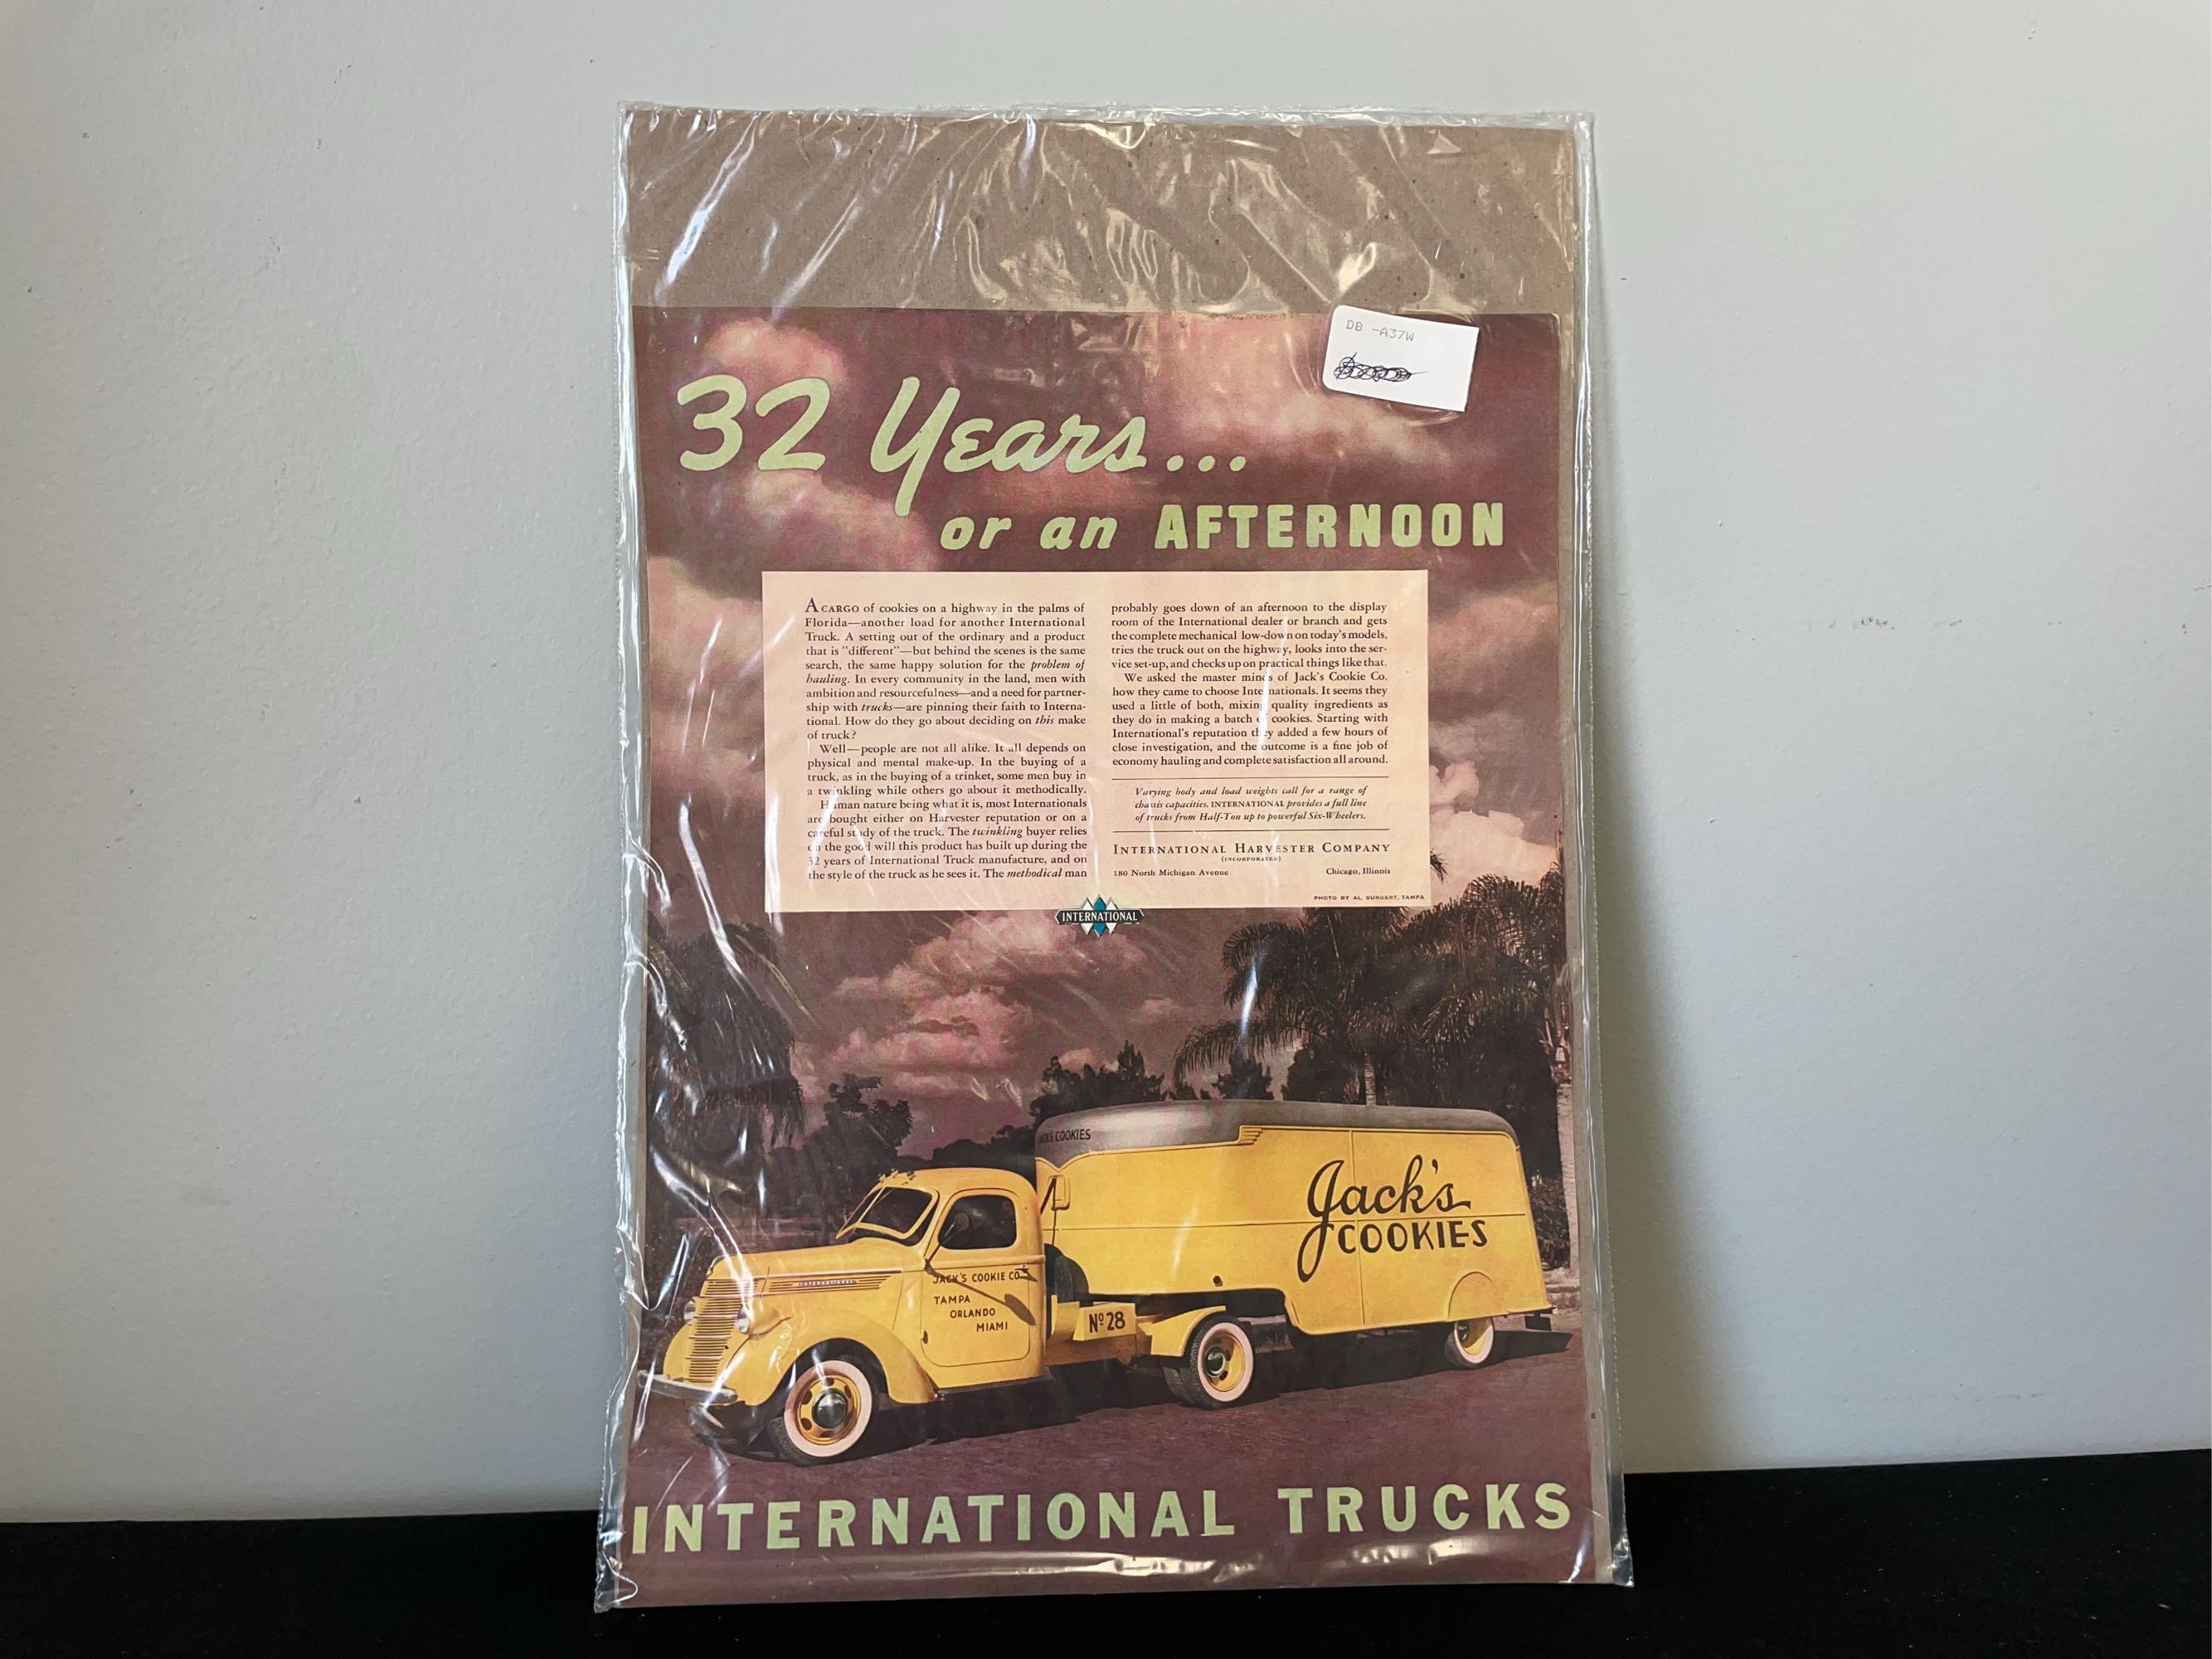 DB -A37W
32 Years...
or an AFTERNOON
A CARGO of cookies on a highway in the palms of
Florida—another load for another International
Truck. A setting out of the ordinary and a product
that is "different"—but behind the scenes is the same
search, the same happy solution for the problem of
hauling. In every community in the land, men with
ambition and resourcefulness—and a need for partner-
ship with trucks—are pinning their faith to Interna-
tional. How do they go about deciding on this make
of truck?
Well—people are not all alike. It all depends on
physical and mental make-up. In the buying of a
truck, as in the buying of a trinket, some men buy in
a twinkling while others go about it methodically.
Human nature being what it is, most Internationals
are bought either on Harvester reputation or on a
careful study of the truck. The twinkling buyer relies
on the good will this product has built up during the
32 years of International Truck manufacture, and on
the style of the truck as he sees it. The methodical man
probably goes down of an afternoon to the display
room of the International dealer or branch and gets
the complete mechanical low-down on today's models,
tries the truck out on the highway, looks into the ser-
vice set-up, and checks up on practical things like that.
We asked the master minds of Jack's Cookie Co.
how they came to choose Internationals. It seems they
used a little of both, mixing quality ingredients as
they do in making a batch of cookies. Starting with
International's reputation they added a few hours of
close investigation, and the outcome is a fine job of
economy hauling and complete satisfaction all around.
Varying body and load weights call for a range of
chassis capacities. INTERNATIONAL provides a full line
of trucks from Half-Ton up to powerful Six-Wheelers.
INTERNATIONAL HARVESTER COMPANY
(INCORPORATED)
180 North Michigan Avenue Chicago, Illinois
PHOTO BY AL BURGERT, TAMPA
INTERNATIONAL
JACK'S COOKIES
Jack's
COOKIES
INTERNATIONAL
JACK'S COOKIE CO
TAMPA
ORLANDO
MIAMI
Nº 28
INTERNATIONAL TRUCKS